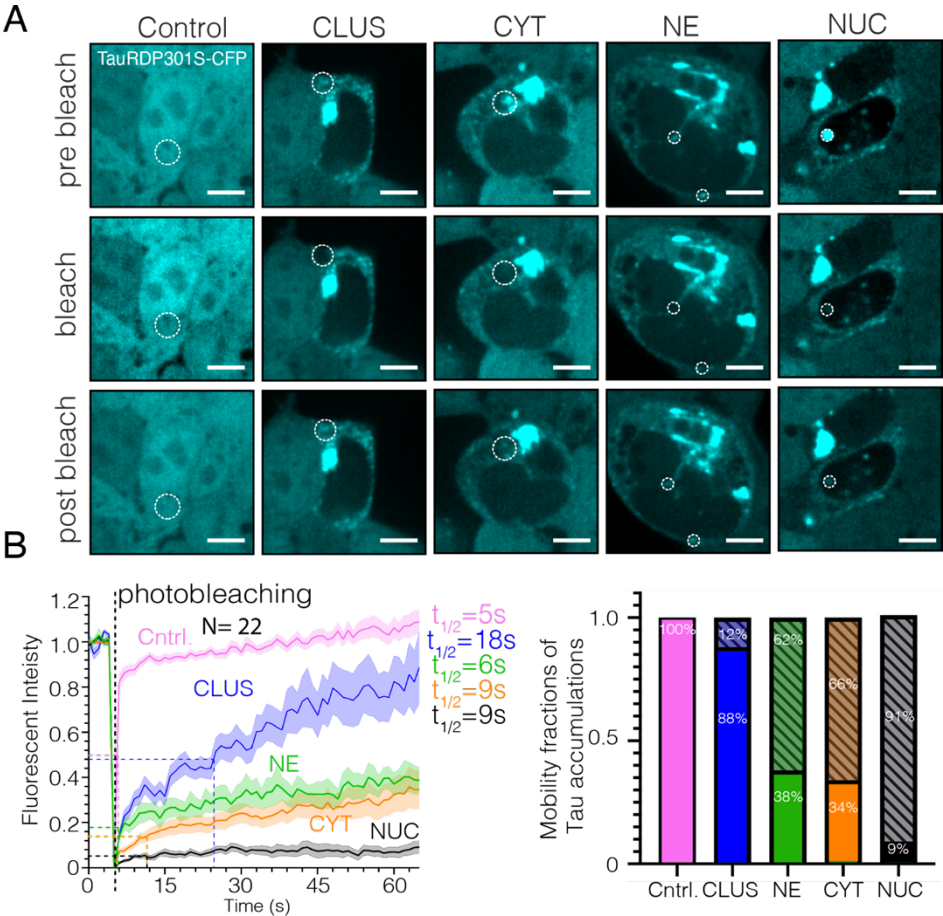 A
Control CLUS CYT NE NUC
TauRDP301S-CFP
pre bleach
bleach
post bleach
B
photobleaching
N= 22
Cntrl.
CLUS
NE
CYT
NUC
t1/2=5s
t1/2=18s
t1/2=6s
t1/2=9s
t1/2=9s
Fluorescent Inteisty
1.2
1.0
0.8
0.6
0.4
0.2
0
0 15 30 45 60
Time (s)
Mobility fractions of
Tau accumulations
1.0
0.5
0
100% 12% 62% 66% 91%
88% 38% 34% 9%
Cntrl. CLUS NE CYT NUC